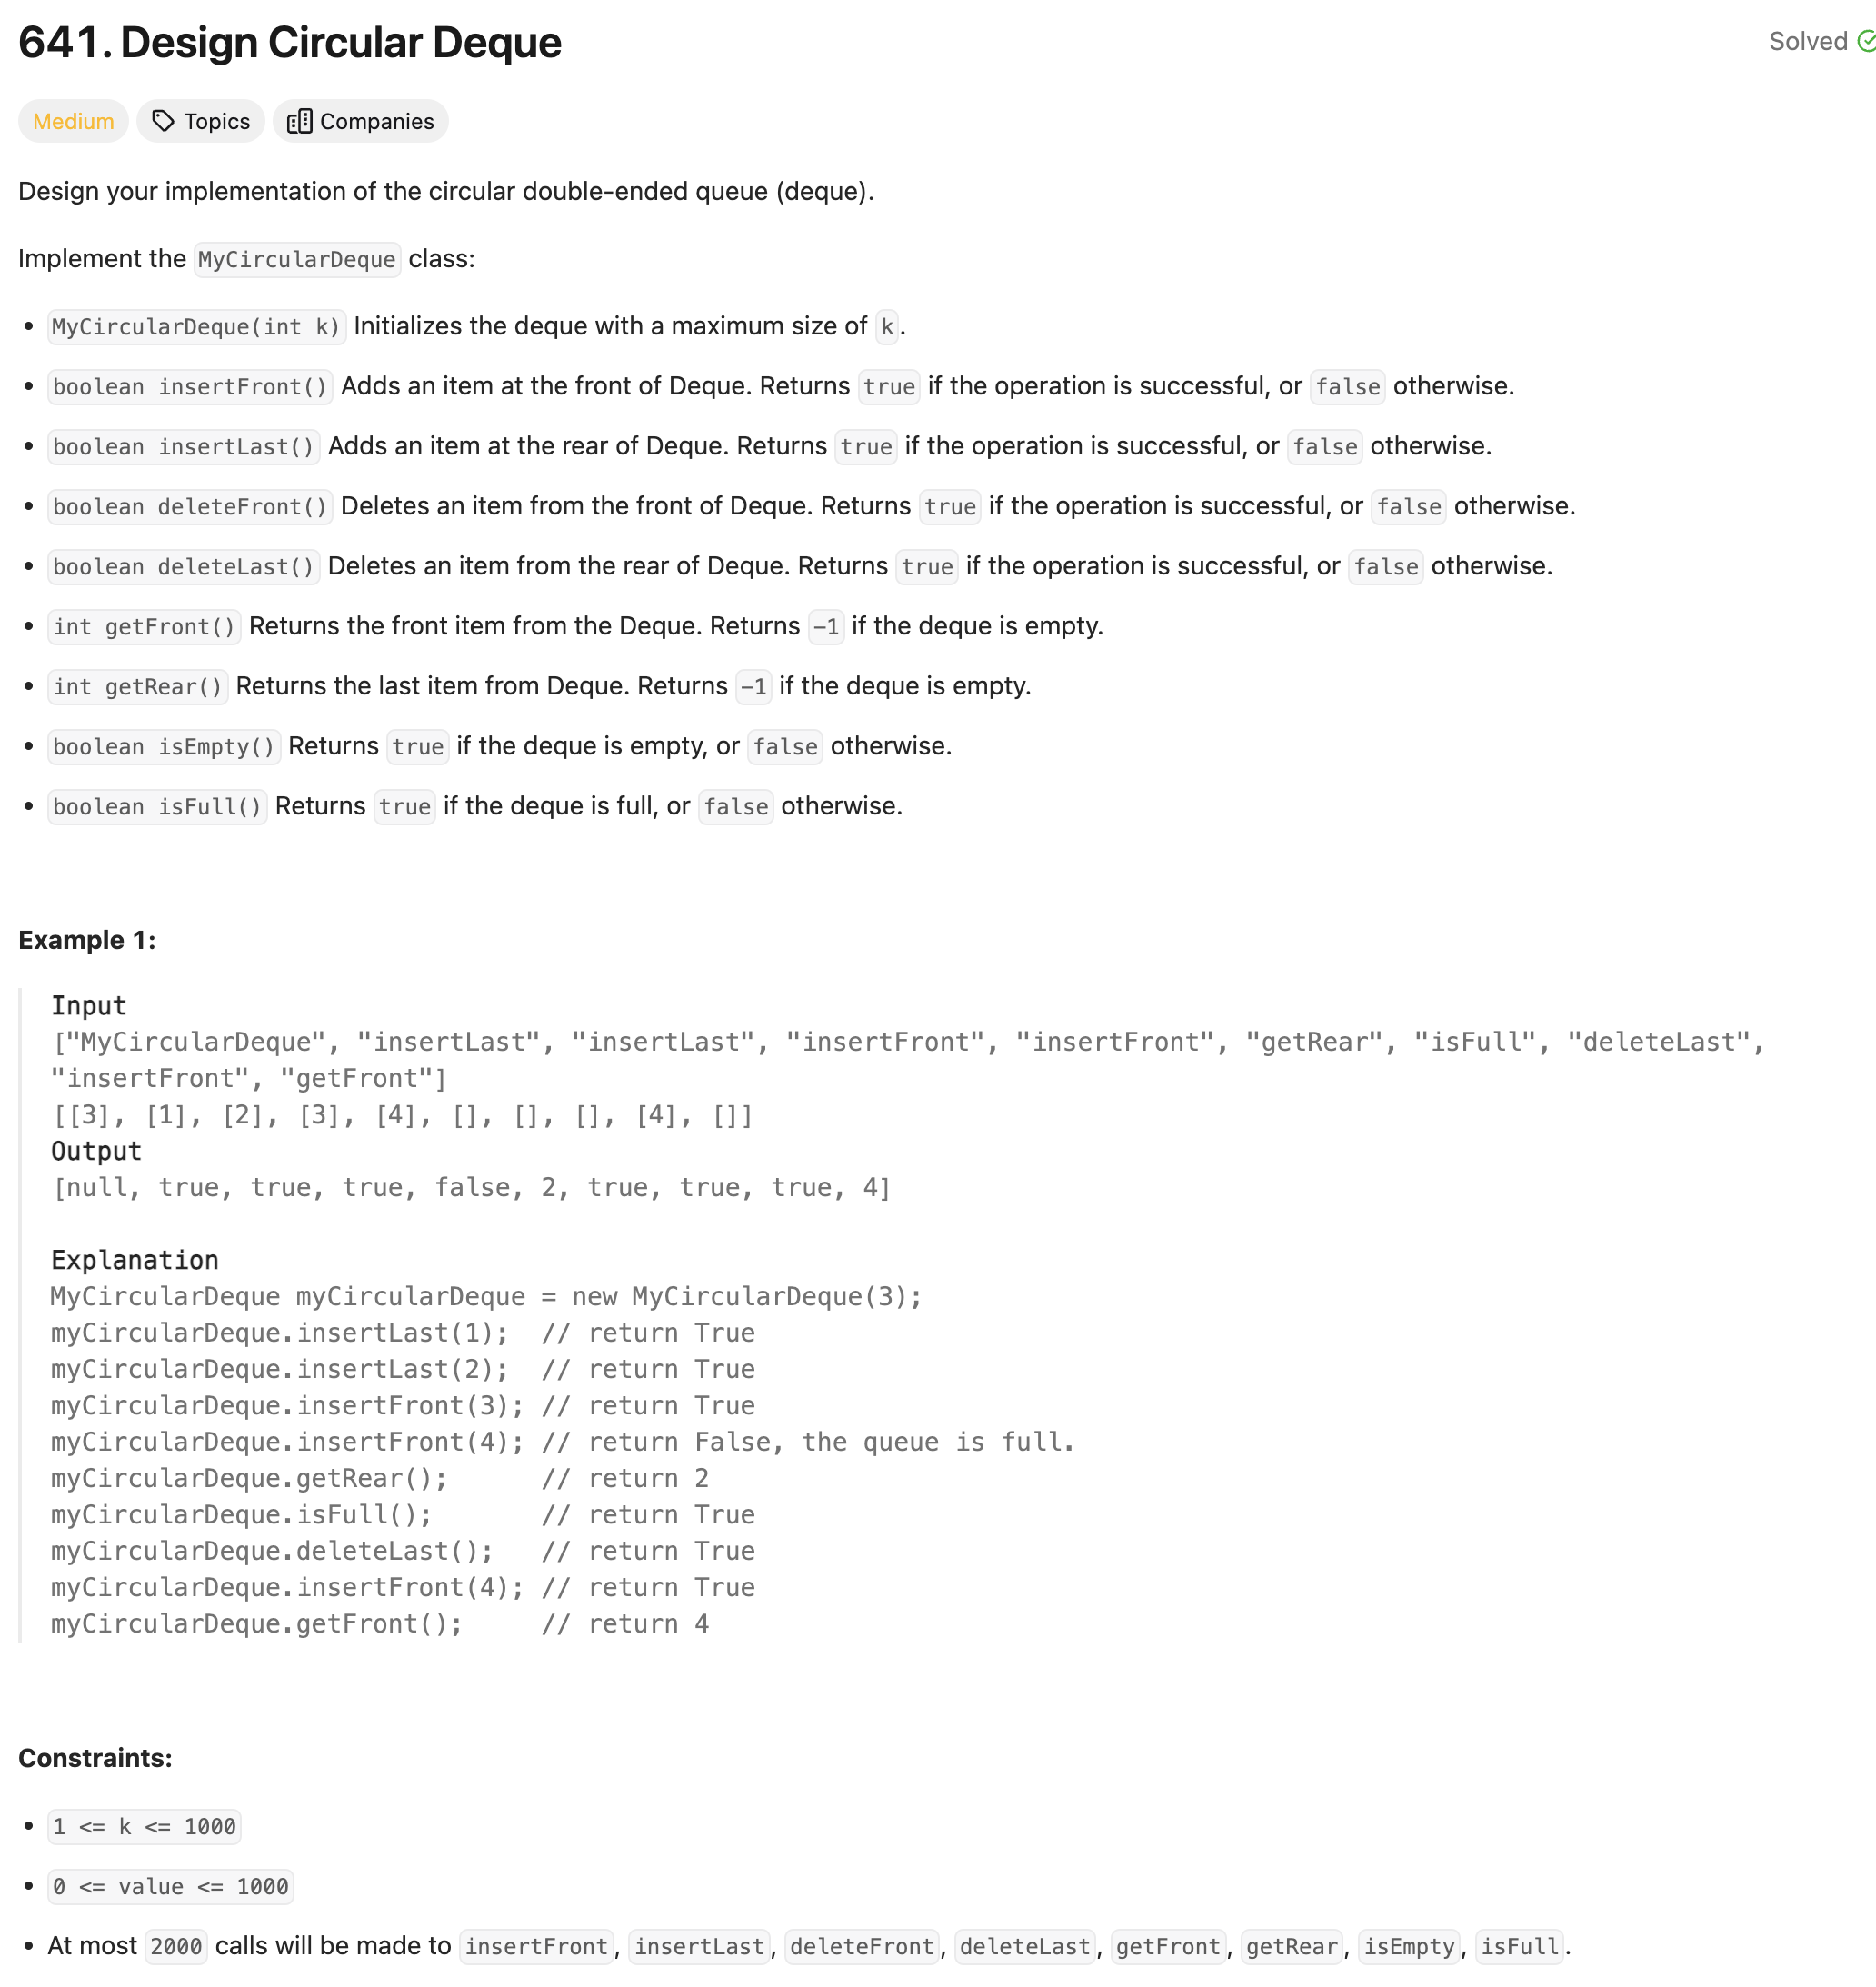 641. Design Circular Deque
Solved
Medium
Topics
Companies
Design your implementation of the circular double-ended queue (deque).
Implement the MyCircularDeque class:
• MyCircularDeque(int k) Initializes the deque with a maximum size of k.
• boolean insertFront() Adds an item at the front of Deque. Returns true if the operation is successful, or false otherwise.
• boolean insertLast() Adds an item at the rear of Deque. Returns true if the operation is successful, or false otherwise.
• boolean deleteFront() Deletes an item from the front of Deque. Returns true if the operation is successful, or false otherwise.
• boolean deleteLast() Deletes an item from the rear of Deque. Returns true if the operation is successful, or false otherwise.
• int getFront() Returns the front item from the Deque. Returns -1 if the deque is empty.
• int getRear() Returns the last item from Deque. Returns -1 if the deque is empty.
• boolean isEmpty() Returns true if the deque is empty, or false otherwise.
• boolean isFull() Returns true if the deque is full, or false otherwise.
Example 1:
Input
["MyCircularDeque", "insertLast", "insertLast", "insertFront", "insertFront", "getRear", "isFull", "deleteLast",
"insertFront", "getFront"]
[[3], [1], [2], [3], [4], [], [], [], [4], []]
Output
[null, true, true, true, false, 2, true, true, true, 4]
Explanation
MyCircularDeque myCircularDeque = new MyCircularDeque(3);
myCircularDeque.insertLast(1);  // return True
myCircularDeque.insertLast(2);  // return True
myCircularDeque.insertFront(3); // return True
myCircularDeque.insertFront(4); // return False, the queue is full.
myCircularDeque.getRear();      // return 2
myCircularDeque.isFull();       // return True
myCircularDeque.deleteLast();   // return True
myCircularDeque.insertFront(4); // return True
myCircularDeque.getFront();     // return 4
Constraints:
• 1 <= k <= 1000
• 0 <= value <= 1000
• At most 2000 calls will be made to insertFront, insertLast, deleteFront, deleteLast, getFront, getRear, isEmpty, isFull.